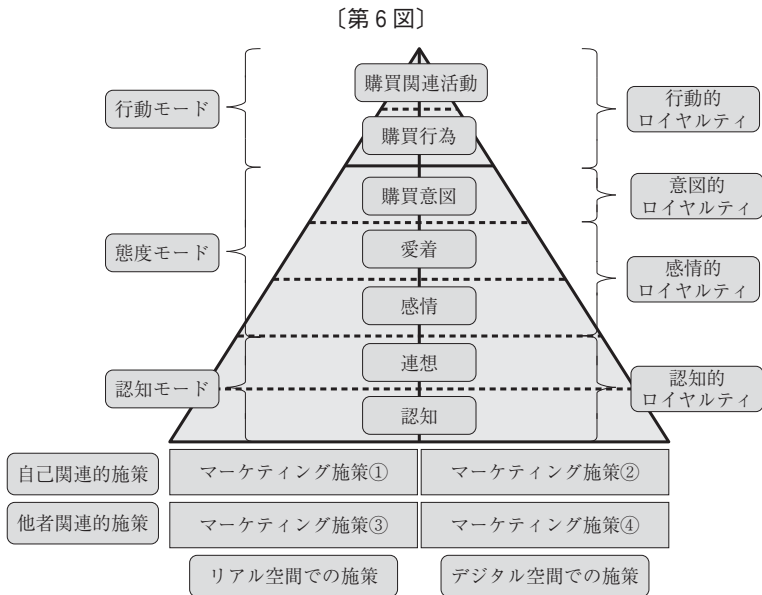 〔第6図〕
購買関連活動
行動モード
行動的
ロイヤルティ
購買行為
購買意図
意図的
ロイヤルティ
態度モード
愛着
感情的
ロイヤルティ
感情
認知モード
連想
認知的
ロイヤルティ
認知
自己関連的施策
マーケティング施策①
マーケティング施策②
他者関連的施策
マーケティング施策③
マーケティング施策④
リアル空間での施策
デジタル空間での施策